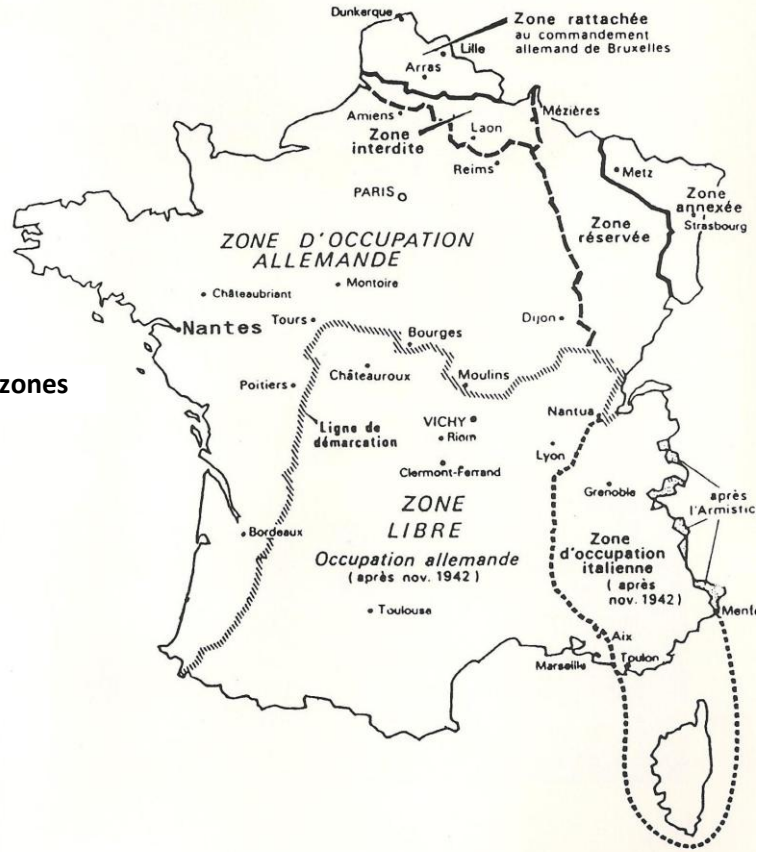 Dunkerque
Zone rattachée
au commandement
allemand de Bruxelles
Lille
Arras
Amiens
Zone
interdite
Laon
Reims
Mézières
Metz
Zone
annexée
Strasbourg
Zone
réservée
PARIS
ZONE D'OCCUPATION
ALLEMANDE
Châteaubriant
Montoire
Nantes
Tours
Bourges
Dijon
zones
Poitiers
Châteauroux
Moulins
Ligne de
démarcation
VICHY
Riom
Clermont-Ferrand
Nantua
Lyon
Grenoble
après
l'Armistic
ZONE
LIBRE
Occupation allemande
(après nov. 1942)
Bordeaux
Zone
d'occupation
italienne
(après
nov. 1942)
Toulouse
Ment
Aix
Marseille
Toulon